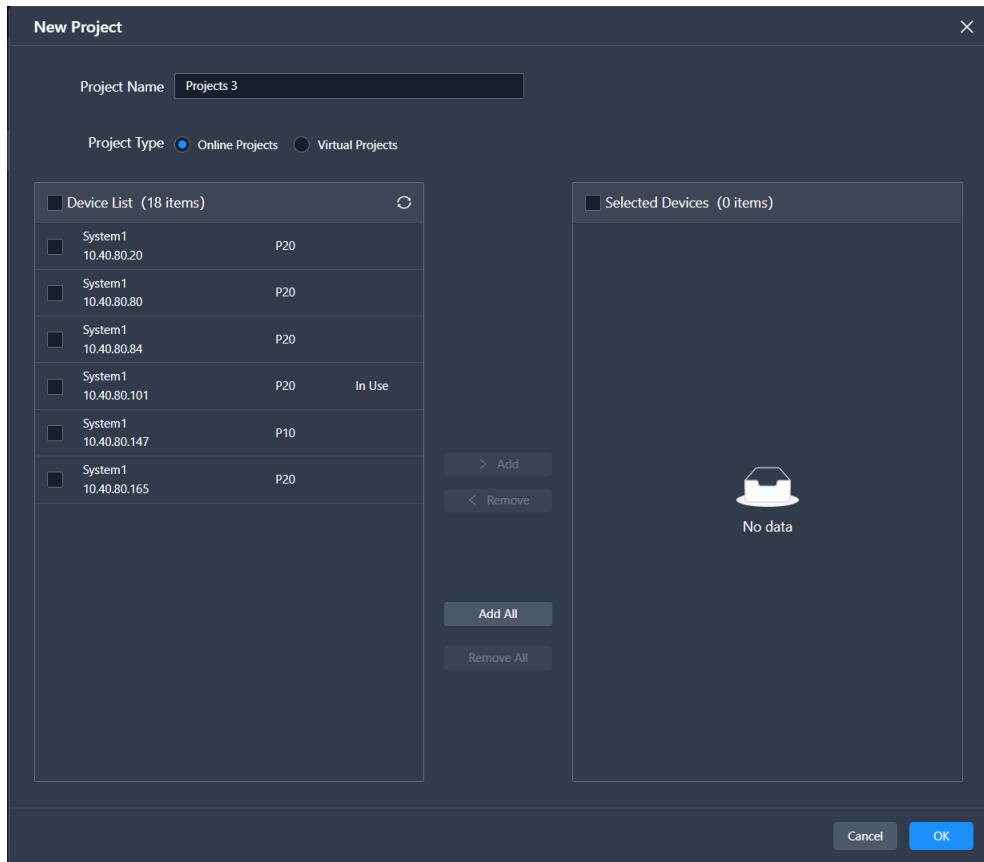 New Project
Project Name Projects 3
Project Type Online Projects Virtual Projects
Device List (18 items)
System1
10.40.80.20
P20
System1
10.40.80.80
P20
System1
10.40.80.84
P20
System1
10.40.80.101
P20 In Use
System1
10.40.80.147
P10
System1
10.40.80.165
P20
> Add
< Remove
Add All
Remove All
Selected Devices (0 items)
No data
Cancel OK